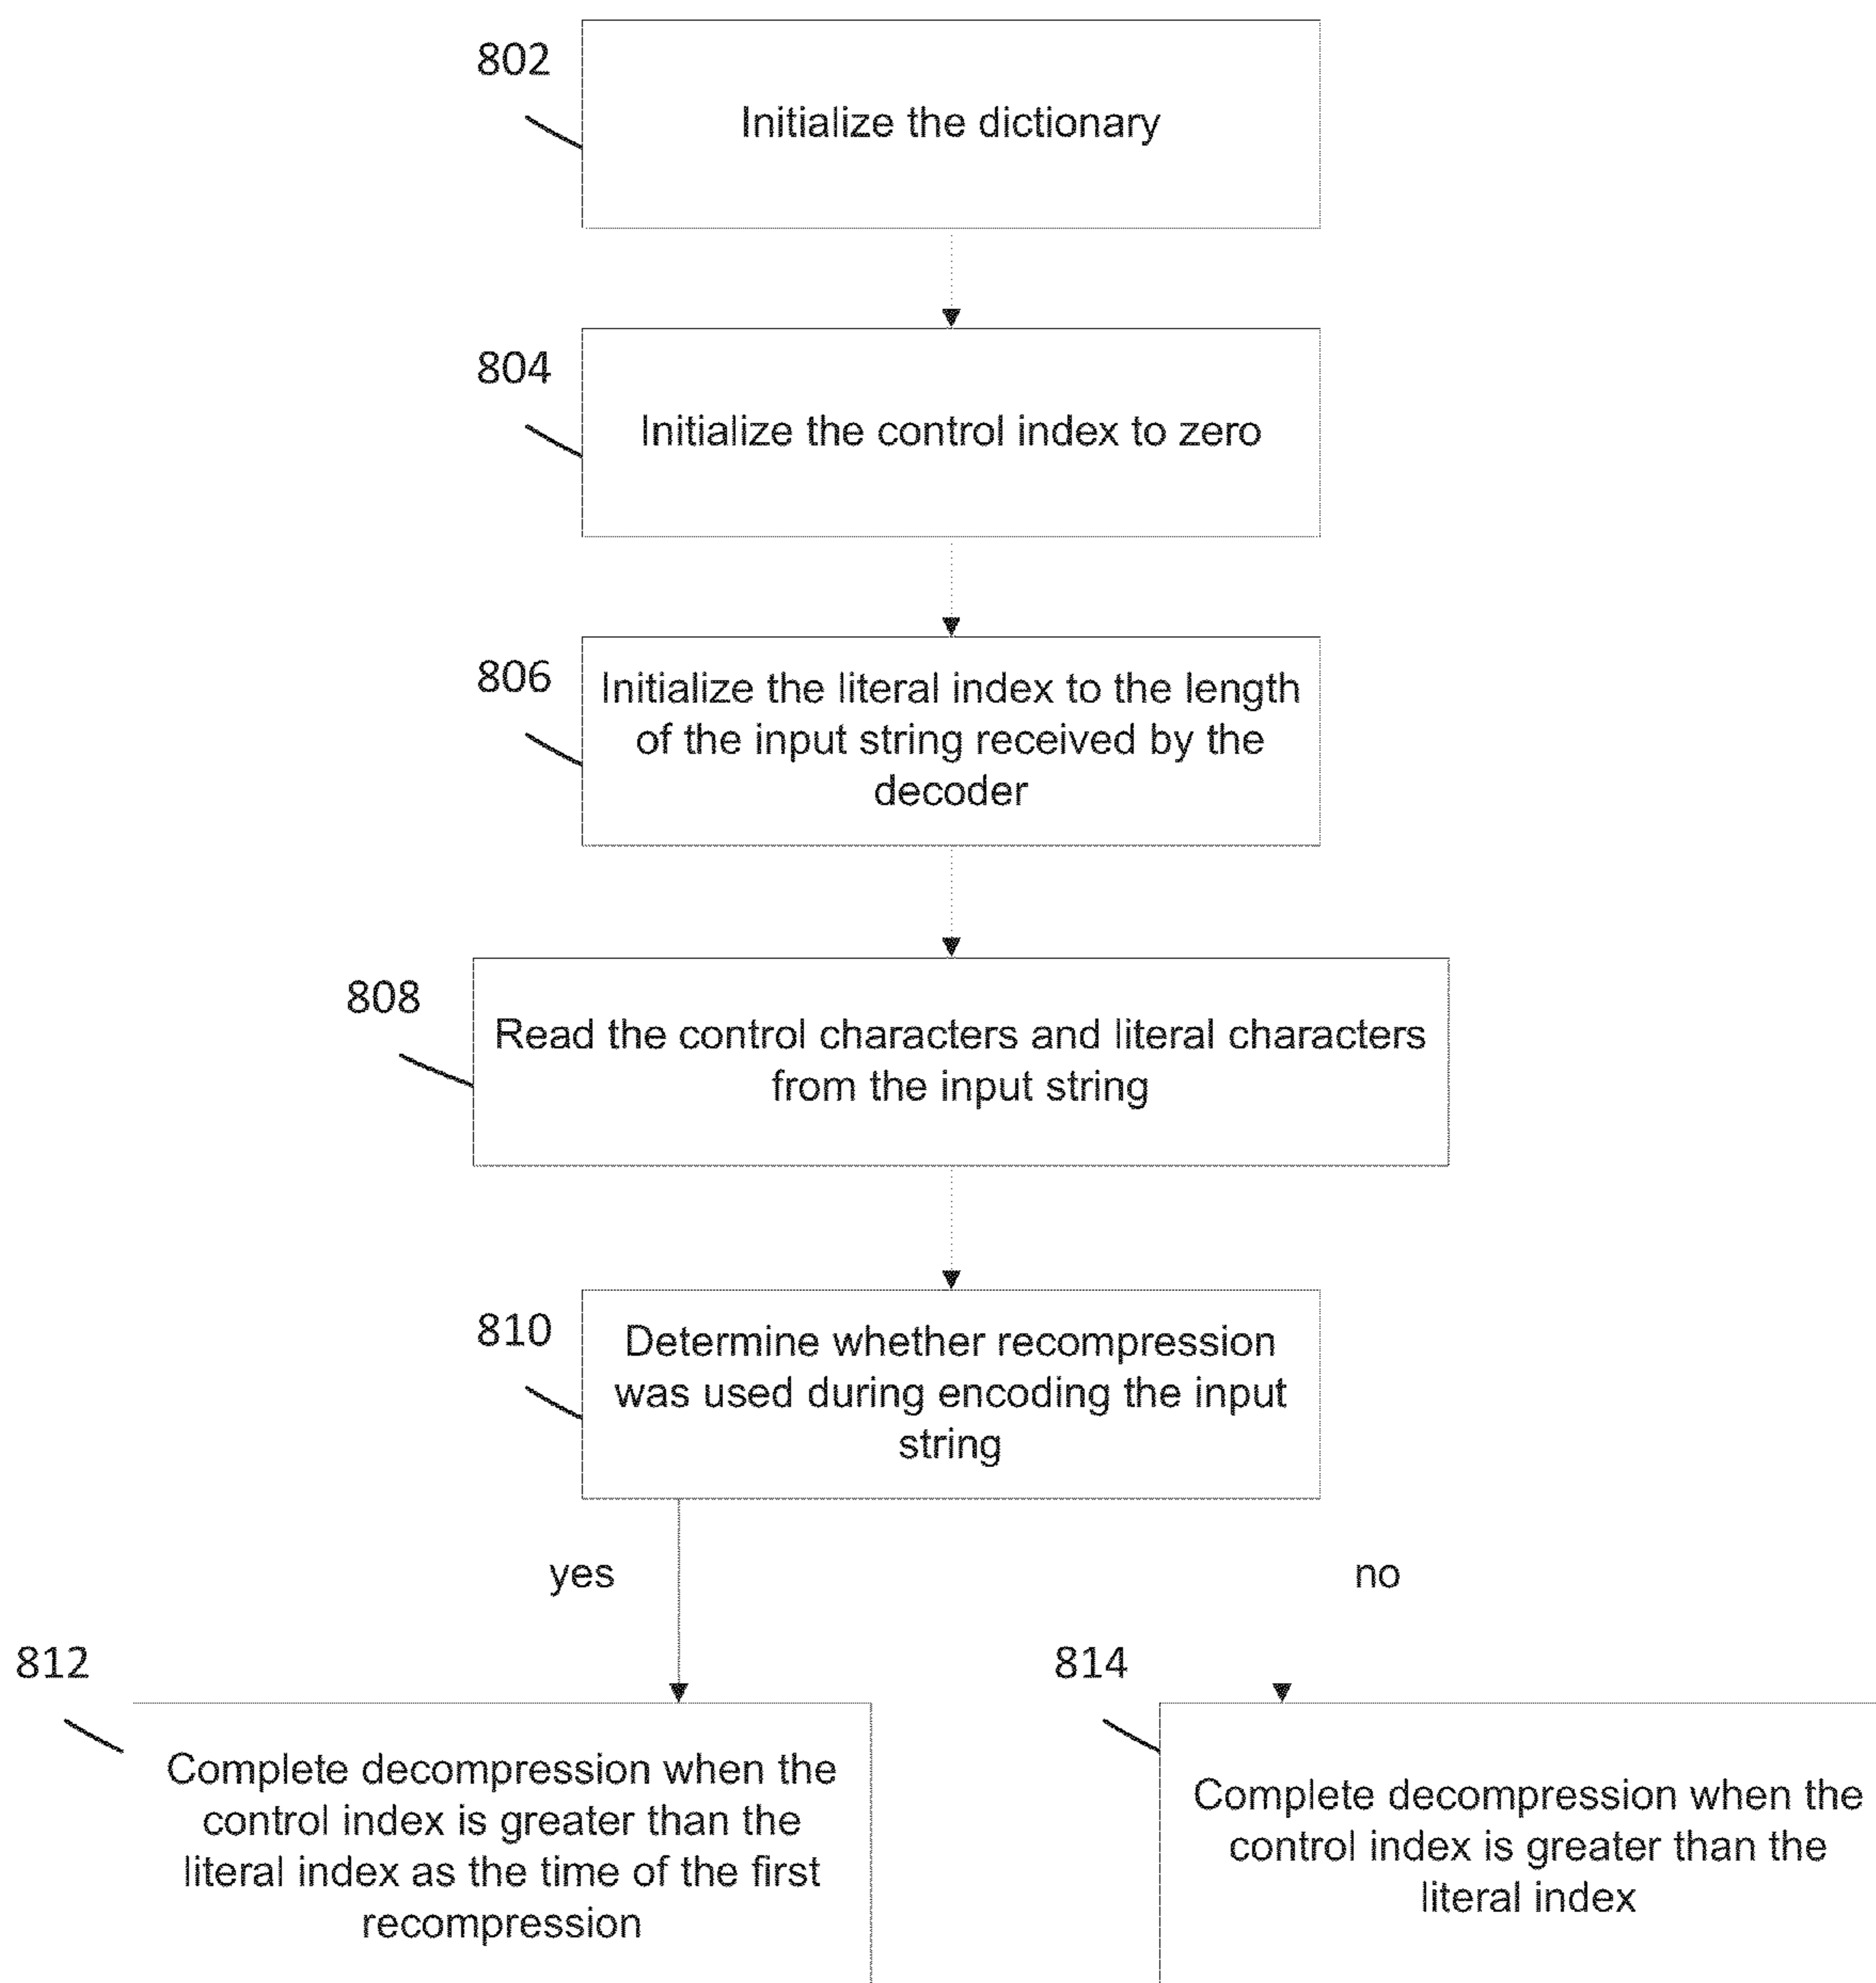 802
Initialize the dictionary
804
Initialize the control index to zero
806
Initialize the literal index to the length
of the input string received by the
decoder
808
Read the control characters and literal characters
from the input string
810
Determine whether recompression
was used during encoding the input
string
yes
no
812
Complete decompression when the
control index is greater than the
literal index as the time of the first
recompression
814
Complete decompression when the
control index is greater than the
literal index